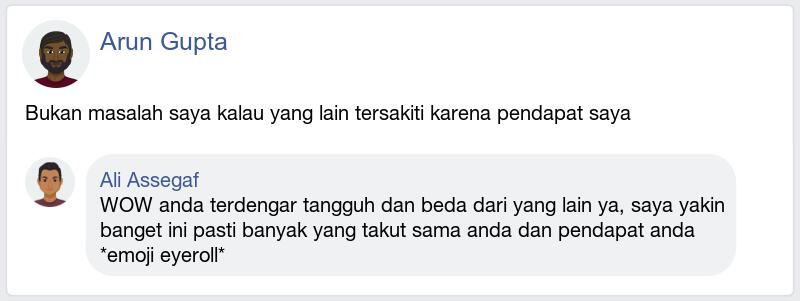 Arun Gupta
Bukan masalah saya kalau yang lain tersakiti karena pendapat saya
Ali Assegaf
WOW anda terdengar tangguh dan beda dari yang lain ya, saya yakin
banget ini pasti banyak yang takut sama anda dan pendapat anda
*emoji eyeroll*